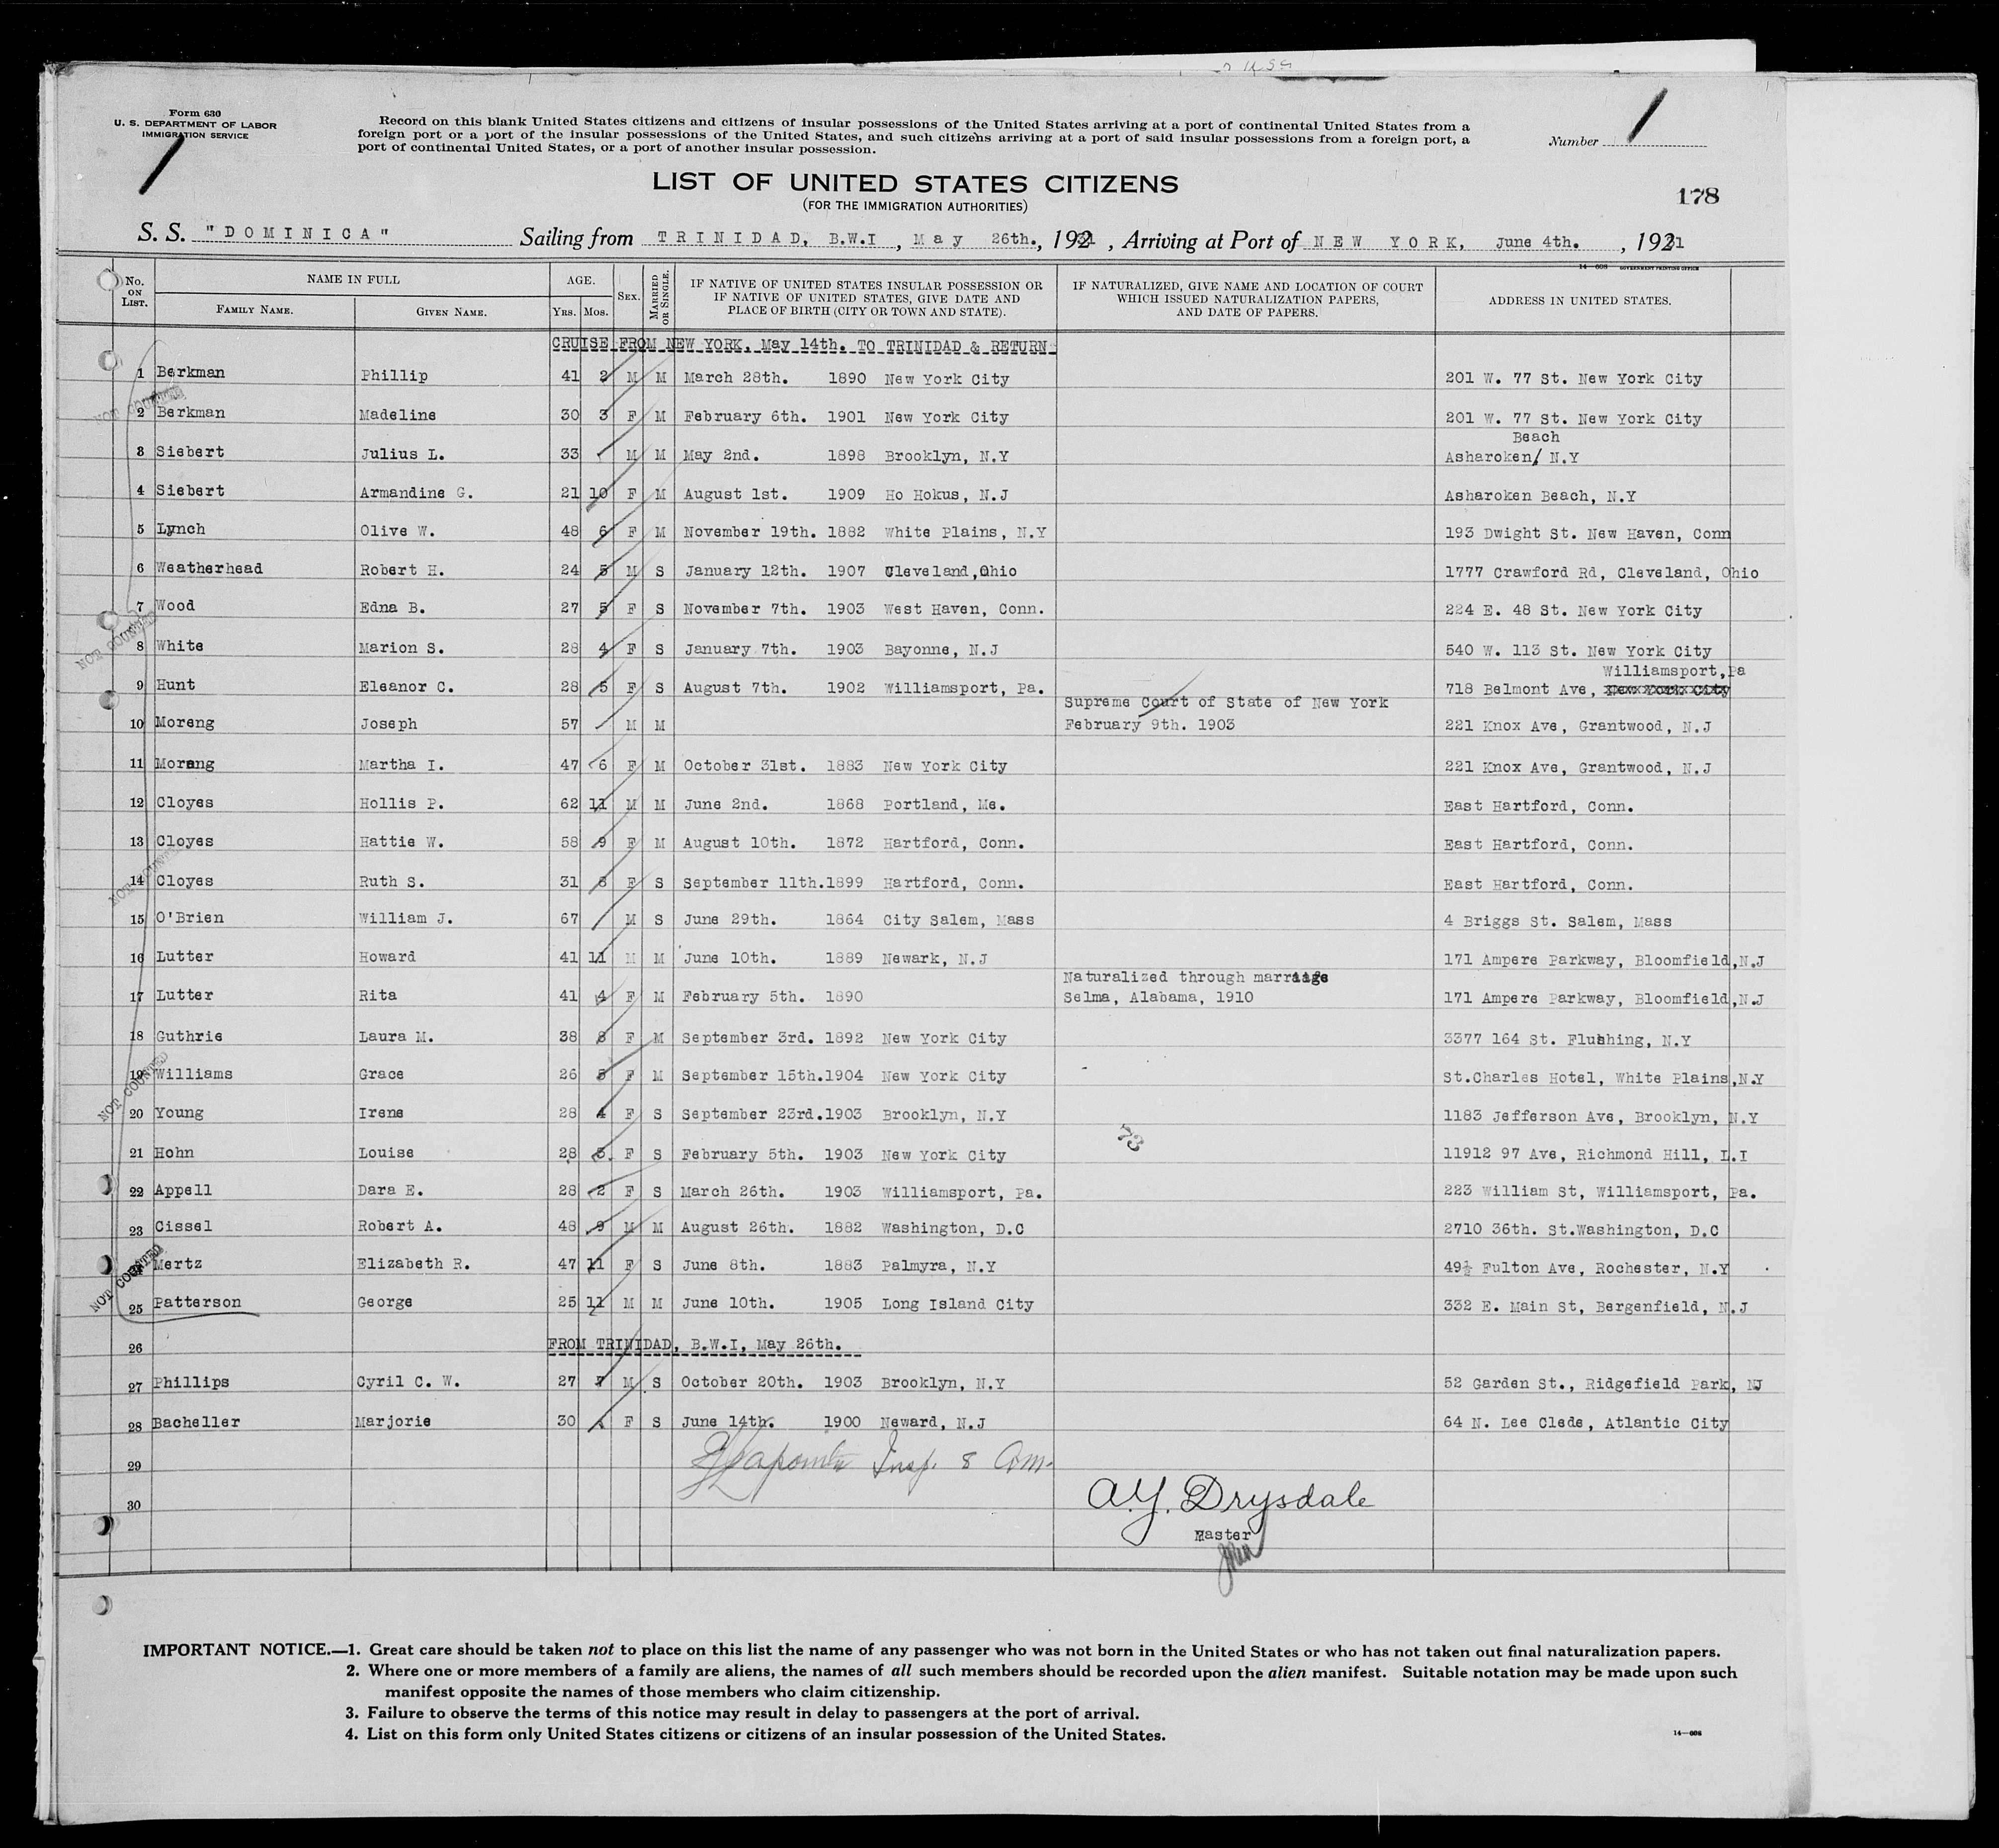 Form 630
U. S. DEPARTMENT OF LABOR
IMMIGRATION SERVICE
Record on this blank United States citizens and citizens of insular possessions of the United States arriving at a port of continental United States from a
foreign port or a port of the insular possessions of the United States, and such citizens arriving at a port of said insular possessions from a foreign port, a
port of continental United States, or a port of another insular possession.
Number 1
1
LIST OF UNITED STATES CITIZENS
(FOR THE IMMIGRATION AUTHORITIES)
178
S. S. "DOMINICA" Sailing from TRINIDAD, B.W.I, May 26th., 1931, Arriving at Port of NEW YORK, June 4th., 1931
14-608 GOVERNMENT PRINTING OFFICE
No. ON LIST. NAME IN FULL FAMILY NAME. GIVEN NAME. AGE. YRS. MOS. SEX. MARRIED OR SINGLE. IF NATIVE OF UNITED STATES INSULAR POSSESSION OR IF NATIVE OF UNITED STATES, GIVE DATE AND PLACE OF BIRTH (CITY OR TOWN AND STATE). IF NATURALIZED, GIVE NAME AND LOCATION OF COURT WHICH ISSUED NATURALIZATION PAPERS, AND DATE OF PAPERS. ADDRESS IN UNITED STATES.
CRUISE FROM NEW YORK, May 14th. TO TRINIDAD & RETURN
1 Berkman Phillip 41 2 M M March 28th. 1890 New York City 201 W. 77 St. New York City
2 Berkman Madeline 30 3 F M February 6th. 1901 New York City 201 W. 77 St. New York City
Beach
3 Siebert Julius L. 33 M M May 2nd. 1898 Brooklyn, N.Y Asharoken/ N.Y
4 Siebert Armandine G. 21 10 F M August 1st. 1909 Ho Hokus, N.J Asharoken Beach, N.Y
5 Lynch Olive W. 48 6 F M November 19th. 1882 White Plains, N.Y 193 Dwight St. New Haven, Conn
6 Weatherhead Robert H. 24 5 M S January 12th. 1907 Cleveland,Ohio 1777 Crawford Rd, Cleveland, Ohio
7 Wood Edna B. 27 5 F S November 7th. 1903 West Haven, Conn. 224 E. 48 St. New York City
8 White Marion S. 28 4 F S January 7th. 1903 Bayonne, N.J 540 W. 113 St. New York City
Williamsport,Pa
9 Hunt Eleanor C. 28 5 F S August 7th. 1902 Williamsport, Pa. 718 Belmont Ave, New York City
Supreme Court of State of New York
10 Moreng Joseph 57 M M February 9th. 1903 221 Knox Ave, Grantwood, N.J
11 Moreng Martha I. 47 6 F M October 31st. 1883 New York City 221 Knox Ave, Grantwood, N.J
12 Cloyes Hollis P. 62 11 M M June 2nd. 1868 Portland, Me. East Hartford, Conn.
13 Cloyes Hattie W. 58 9 F M August 10th. 1872 Hartford, Conn. East Hartford, Conn.
14 Cloyes Ruth S. 31 8 F S September 11th.1899 Hartford, Conn. East Hartford, Conn.
15 O'Brien William J. 67 M S June 29th. 1864 City Salem, Mass 4 Briggs St. Salem, Mass
16 Lutter Howard 41 11 M M June 10th. 1889 Newark, N.J 171 Ampere Parkway, Bloomfield,N.J
Naturalized through marriage
17 Lutter Rita 41 4 F M February 5th. 1890 Selma, Alabama, 1910 171 Ampere Parkway, Bloomfield,N.J
18 Guthrie Laura M. 38 8 F M September 3rd. 1892 New York City 3377 164 St. Flushing, N.Y
19 Williams Grace 26 5 F M September 15th.1904 New York City St.Charles Hotel, White Plains,N.Y
20 Young Irene 28 4 F S September 23rd.1903 Brooklyn, N.Y 1183 Jefferson Ave, Brooklyn, N.Y
73
21 Hohn Louise 28 3 F S February 5th. 1903 New York City 11912 97 Ave, Richmond Hill, L.I
22 Appell Dara E. 28 2 F S March 26th. 1903 Williamsport, Pa. 223 William St, Williamsport, Pa.
23 Cissel Robert A. 48 9 M M August 26th. 1882 Washington, D.C 2710 36th. St.Washington, D.C
24 Mertz Elizabeth R. 47 11 F S June 8th. 1883 Palmyra, N.Y 49½ Fulton Ave, Rochester, N.Y
25 Patterson George 25 11 M M June 10th. 1905 Long Island City 332 E. Main St, Bergenfield, N.J
26 FROM TRINIDAD, B.W.I, May 26th.
27 Phillips Cyril C. W. 27 7 M S October 20th. 1903 Brooklyn, N.Y 52 Garden St., Ridgefield Park, NJ
28 Bacheller Marjorie 30 F S June 14th. 1900 Neward, N.J 64 N. Lee Clede, Atlantic City
29 Lapointe Insp. 8 am.
30 A.Y. Drysdale
Master
NOT COUNTED
NOT COUNTED
NOT COUNTED
NOT COUNTED
NOT COUNTED
IMPORTANT NOTICE.—1. Great care should be taken not to place on this list the name of any passenger who was not born in the United States or who has not taken out final naturalization papers.
2. Where one or more members of a family are aliens, the names of all such members should be recorded upon the alien manifest. Suitable notation may be made upon such
manifest opposite the names of those members who claim citizenship.
3. Failure to observe the terms of this notice may result in delay to passengers at the port of arrival.
4. List on this form only United States citizens or citizens of an insular possession of the United States.
14—608